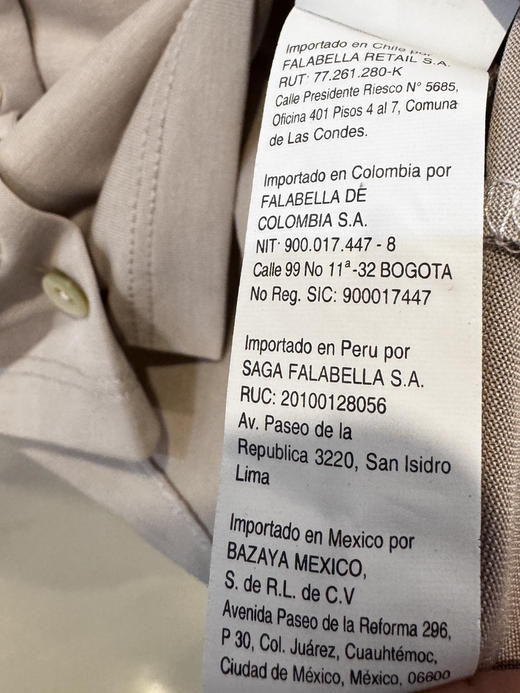 Importado en Chile por
FALABELLA RETAIL S.A.
RUT: 77.261.280-K
Calle Presidente Riesco N° 5685,
Oficina 401 Pisos 4 al 7, Comuna
de Las Condes.
Importado en Colombia por
FALABELLA DE
COLOMBIA S.A.
NIT: 900.017.447 - 8
Calle 99 No 11ª-32 BOGOTA
No Reg. SIC: 900017447
Importado en Peru por
SAGA FALABELLA S.A.
RUC: 20100128056
Av. Paseo de la
Republica 3220, San Isidro
Lima
Importado en Mexico por
BAZAYA MEXICO,
S. de R.L. de C.V
Avenida Paseo de la Reforma 296,
P 30, Col. Juárez, Cuauhtémoc,
Ciudad de México, México, 06600